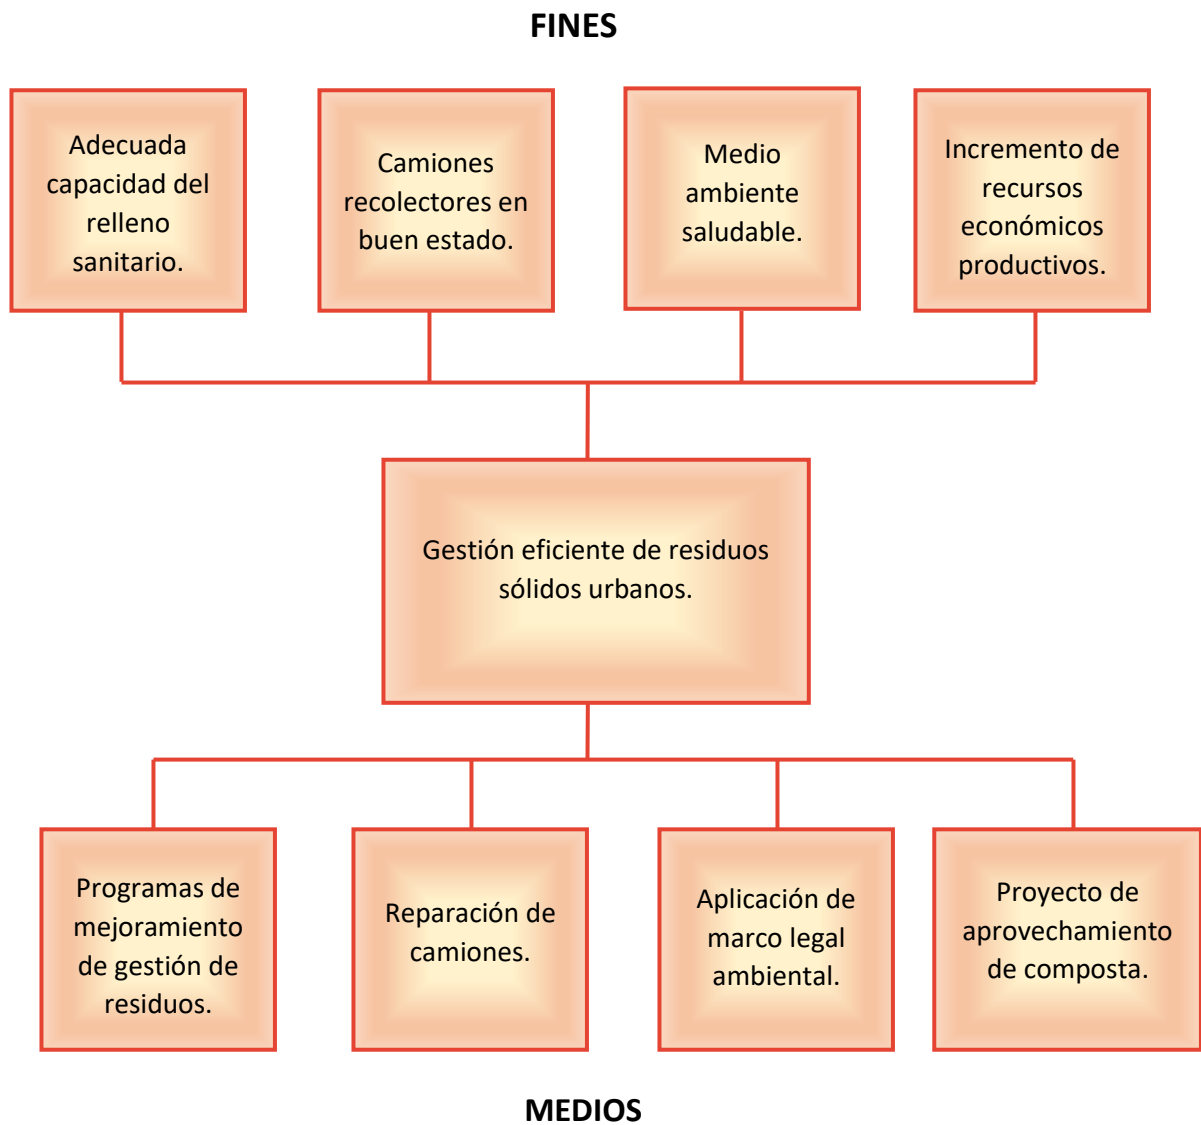 FINES
Adecuada
capacidad del
relleno
sanitario.
Camiones
recolectores en
buen estado.
Medio
ambiente
saludable.
Incremento de
recursos
económicos
productivos.
Gestión eficiente de residuos
sólidos urbanos.
Programas de
mejoramiento
de gestión de
residuos.
Reparación de
camiones.
Aplicación de
marco legal
ambiental.
Proyecto de
aprovechamiento
de composta.
MEDIOS